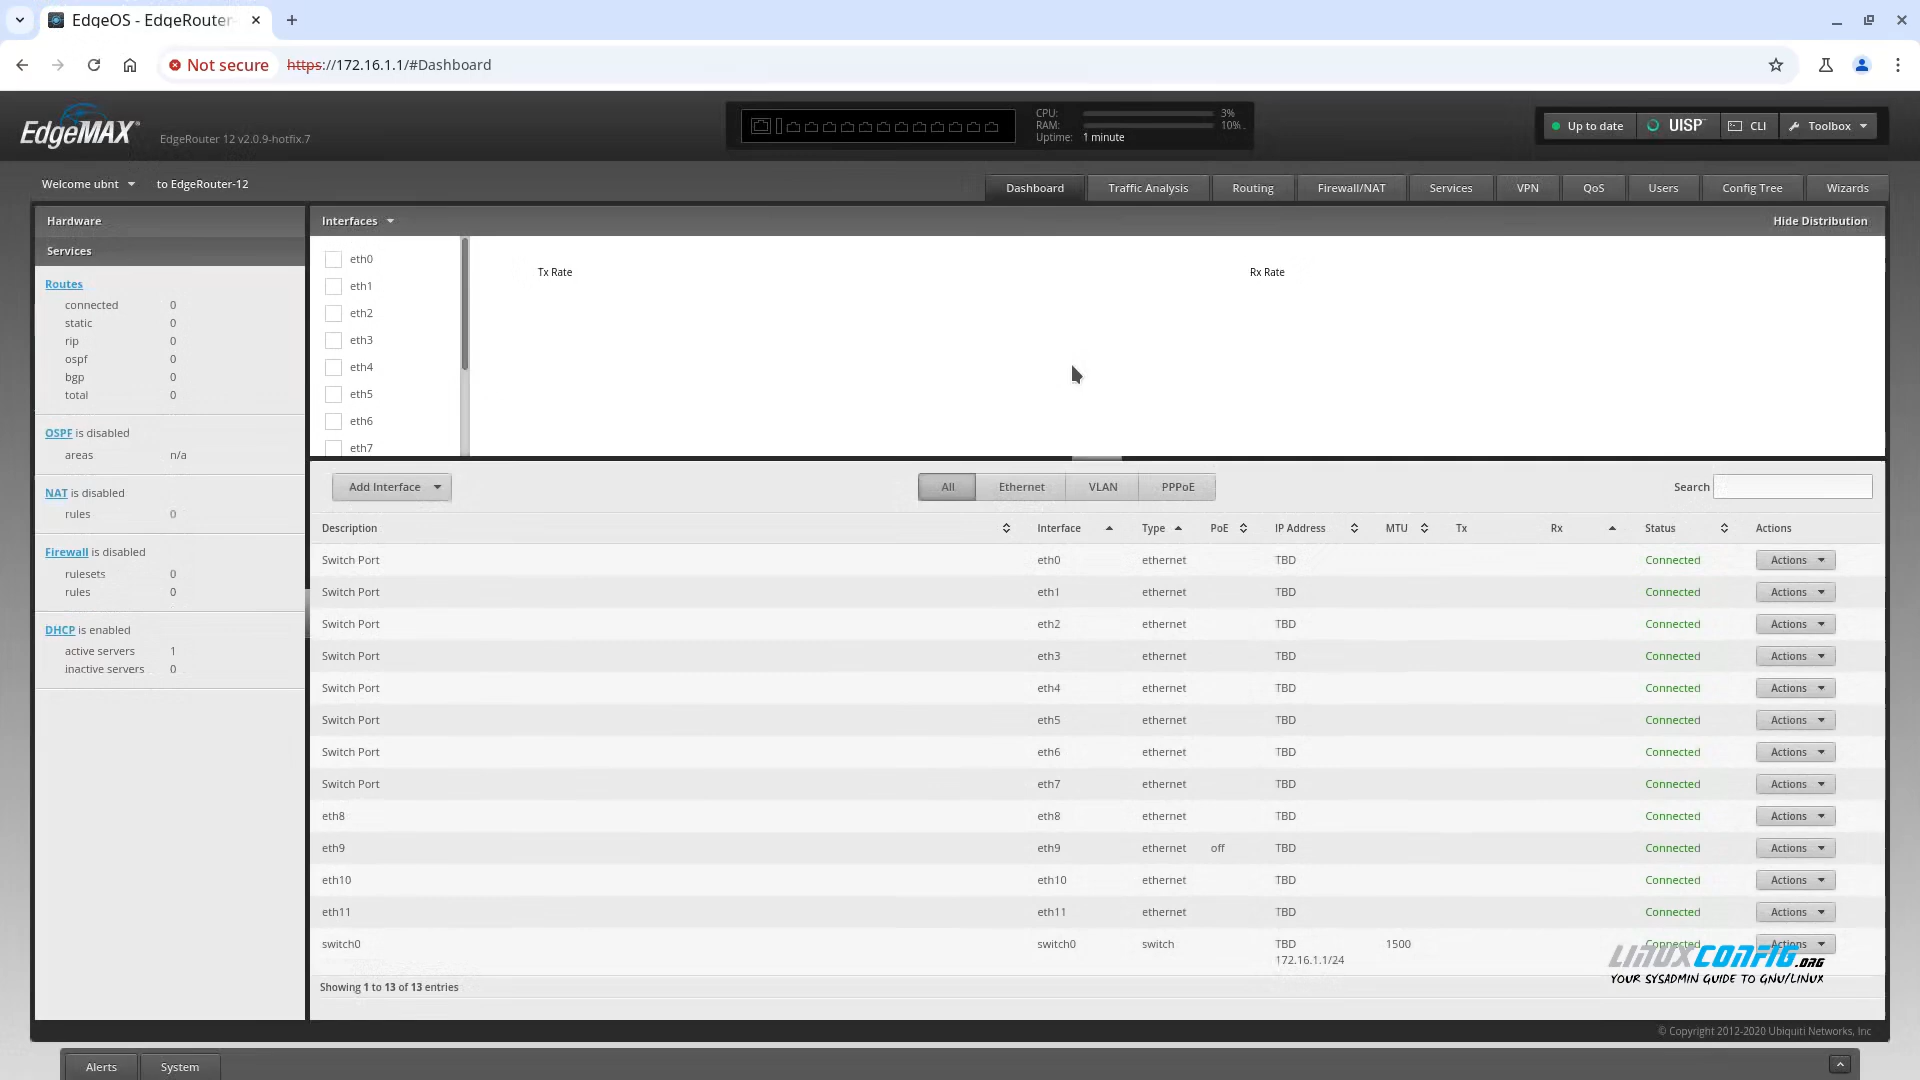 EdgeOS - EdgeRouter-
Not secure https://172.16.1.1/#Dashboard
EdgeMAX EdgeRouter 12 v2.0.9-hotfix.7
CPU: 3%
RAM: 10%
Uptime: 1 minute
Up to date UISP CLI Toolbox
Welcome ubnt to EdgeRouter-12
Dashboard Traffic Analysis Routing Firewall/NAT Services VPN QoS Users Config Tree Wizards
Hardware
Services
Routes
connected 0
static 0
rip 0
ospf 0
bgp 0
total 0
OSPF is disabled
areas n/a
NAT is disabled
rules 0
Firewall is disabled
rulesets 0
rules 0
DHCP is enabled
active servers 1
inactive servers 0
Interfaces Hide Distribution
eth0
eth1
eth2
eth3
eth4
eth5
eth6
eth7
Tx Rate Rx Rate
Add Interface All Ethernet VLAN PPPoE Search
Description Interface Type PoE IP Address MTU Tx Rx Status Actions
Switch Port eth0 ethernet TBD Connected Actions
Switch Port eth1 ethernet TBD Connected Actions
Switch Port eth2 ethernet TBD Connected Actions
Switch Port eth3 ethernet TBD Connected Actions
Switch Port eth4 ethernet TBD Connected Actions
Switch Port eth5 ethernet TBD Connected Actions
Switch Port eth6 ethernet TBD Connected Actions
Switch Port eth7 ethernet TBD Connected Actions
eth8 eth8 ethernet TBD Connected Actions
eth9 eth9 ethernet off TBD Connected Actions
eth10 eth10 ethernet TBD Connected Actions
eth11 eth11 ethernet TBD Connected Actions
switch0 switch0 switch TBD 1500 Connected Actions
172.16.1.1/24
LINUXCONFIG.ORG
YOUR SYSADMIN GUIDE TO GNU/LINUX
Showing 1 to 13 of 13 entries
© Copyright 2012-2020 Ubiquiti Networks, Inc
Alerts System